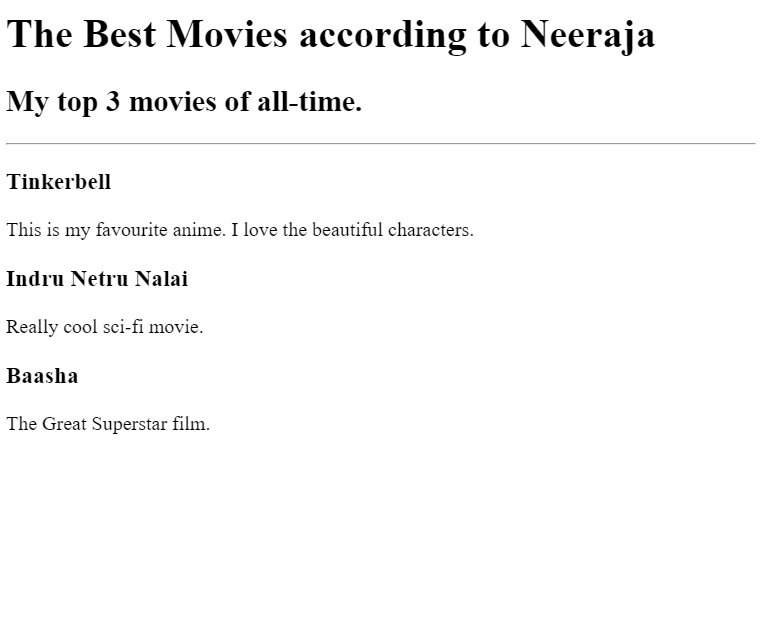 The Best Movies according to Neeraja
My top 3 movies of all-time.
Tinkerbell
This is my favourite anime. I love the beautiful characters.
Indru Netru Nalai
Really cool sci-fi movie.
Baasha
The Great Superstar film.